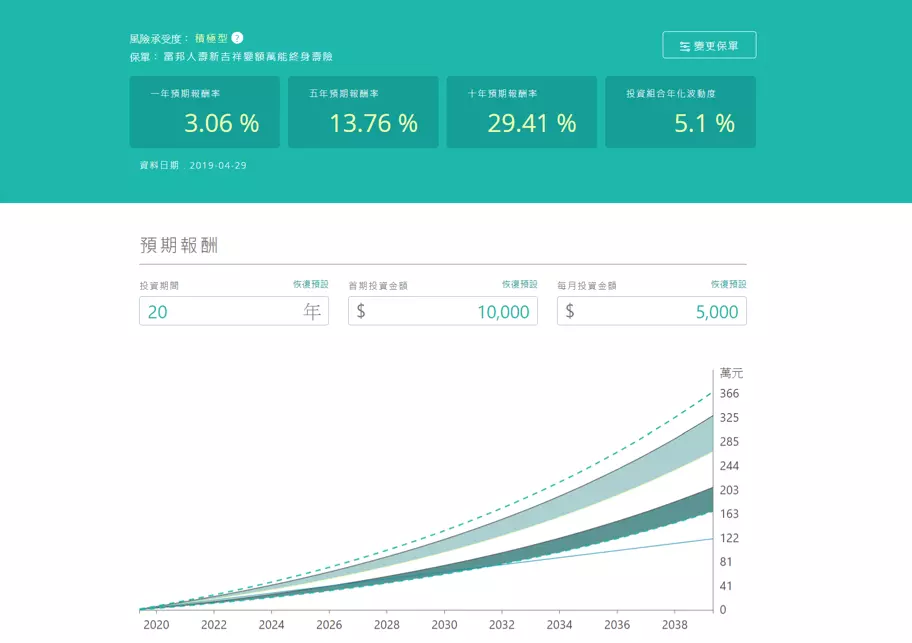 風險承受度： 積極型 ?
保單： 富邦人壽新吉祥變額萬能終身壽險
變更保單
一年預期報酬率
3.06 %
五年預期報酬率
13.76 %
十年預期報酬率
29.41 %
投資組合年化波動度
5.1 %
資料日期 : 2019-04-29
預期報酬
投資期間 恢復預設
20 年
首期投資金額 恢復預設
$ 10,000
每月投資金額 恢復預設
$ 5,000
萬元
366
325
285
244
203
163
122
81
41
0
2020 2022 2024 2026 2028 2030 2032 2034 2036 2038